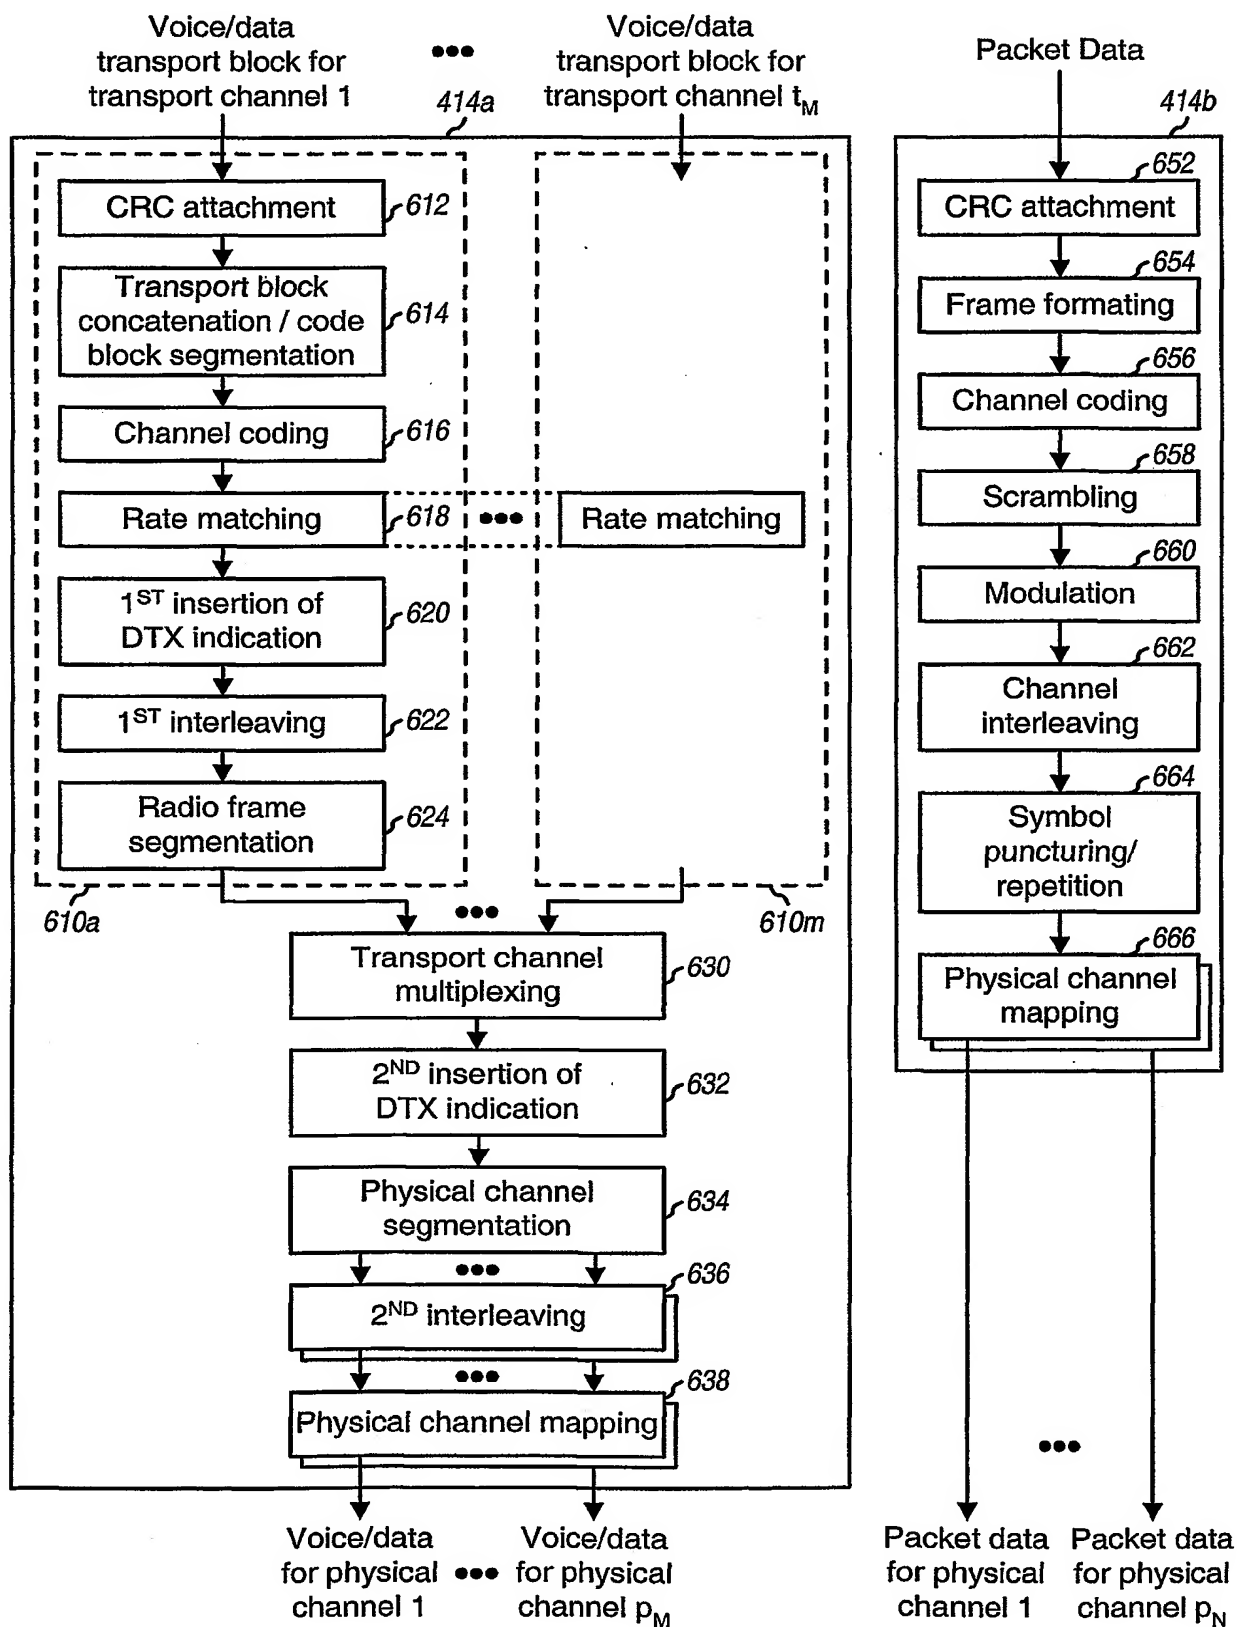 Voice/data
transport block for
transport channel 1
•••
Voice/data
transport block for
transport channel tM
414a
CRC attachment
612
Transport block
concatenation / code
block segmentation
614
Channel coding
616
Rate matching
618
•••
Rate matching
1ST insertion of
DTX indication
620
1ST interleaving
622
Radio frame
segmentation
624
610a
•••
610m
Transport channel
multiplexing
630
2ND insertion of
DTX indication
632
Physical channel
segmentation
634
•••
636
2ND interleaving
•••
638
Physical channel mapping
Voice/data
for physical
channel 1
•••
Voice/data
for physical
channel pM
Packet Data
414b
652
CRC attachment
654
Frame formating
656
Channel coding
658
Scrambling
660
Modulation
662
Channel
interleaving
664
Symbol
puncturing/
repetition
666
Physical channel
mapping
•••
Packet data
for physical
channel 1
Packet data
for physical
channel pN